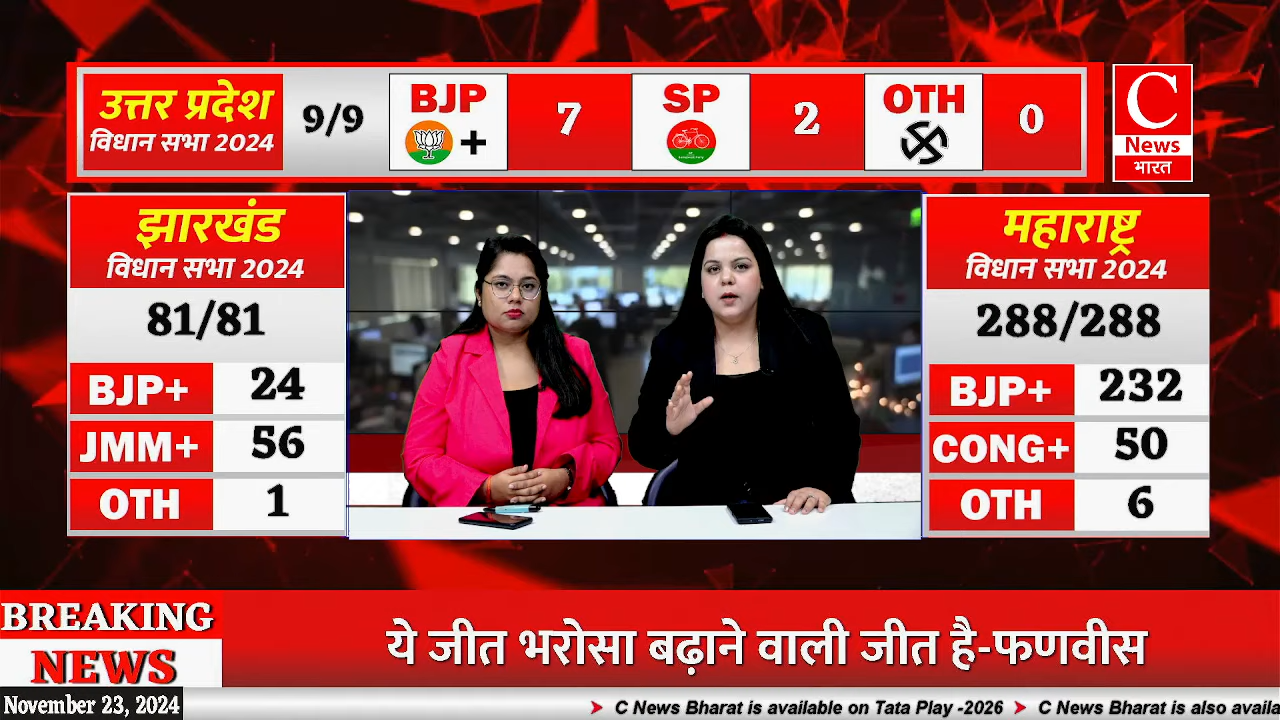 उत्तर प्रदेश
विधान सभा 2024
9/9
BJP
+
7
SP
2
OTH
0
C
News
भारत
झारखंड
विधान सभा 2024
81/81
BJP+ 24
JMM+ 56
OTH 1
महाराष्ट्र
विधान सभा 2024
288/288
BJP+ 232
CONG+ 50
OTH 6
BREAKING
NEWS
ये जीत भरोसा बढ़ाने वाली जीत है-फणवीस
November 23, 2024
C News Bharat is available on Tata Play -2026 C News Bharat is also availa